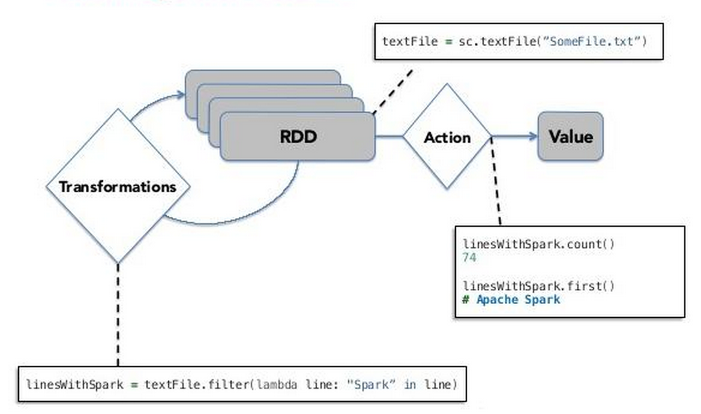 textFile = sc.textFile(”SomeFile.txt”)
RDD
Action
Value
Transformations
linesWithSpark.count()
74
linesWithSpark.first()
# Apache Spark
linesWithSpark = textFile.filter(lambda line: "Spark” in line)